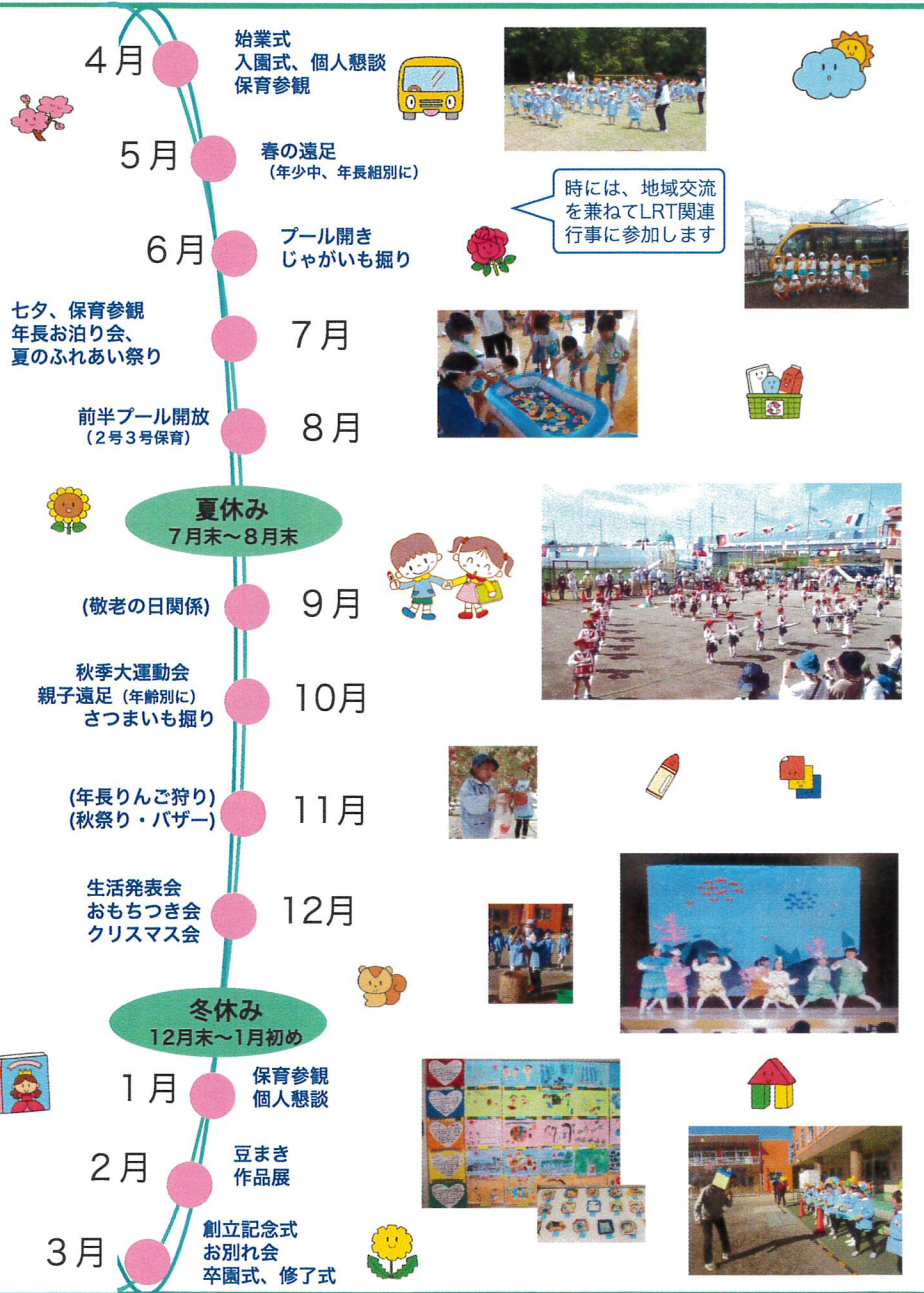 4月
始業式
入園式、個人懇談
保育参観
5月
春の遠足
（年少中、年長組別に）
時には、地域交流
を兼ねてLRT関連
行事に参加します
6月
プール開き
じゃがいも掘り
七夕、保育参観
年長お泊り会、
夏のふれあい祭り
7月
前半プール開放
（2号3号保育）
8月
夏休み
7月末～8月末
(敬老の日関係)
9月
秋季大運動会
親子遠足（年齢別に）
さつまいも掘り
10月
(年長りんご狩り)
(秋祭り・バザー)
11月
生活発表会
おもちつき会
クリスマス会
12月
冬休み
12月末～1月初め
1月
保育参観
個人懇談
2月
豆まき
作品展
3月
創立記念式
お別れ会
卒園式、修了式